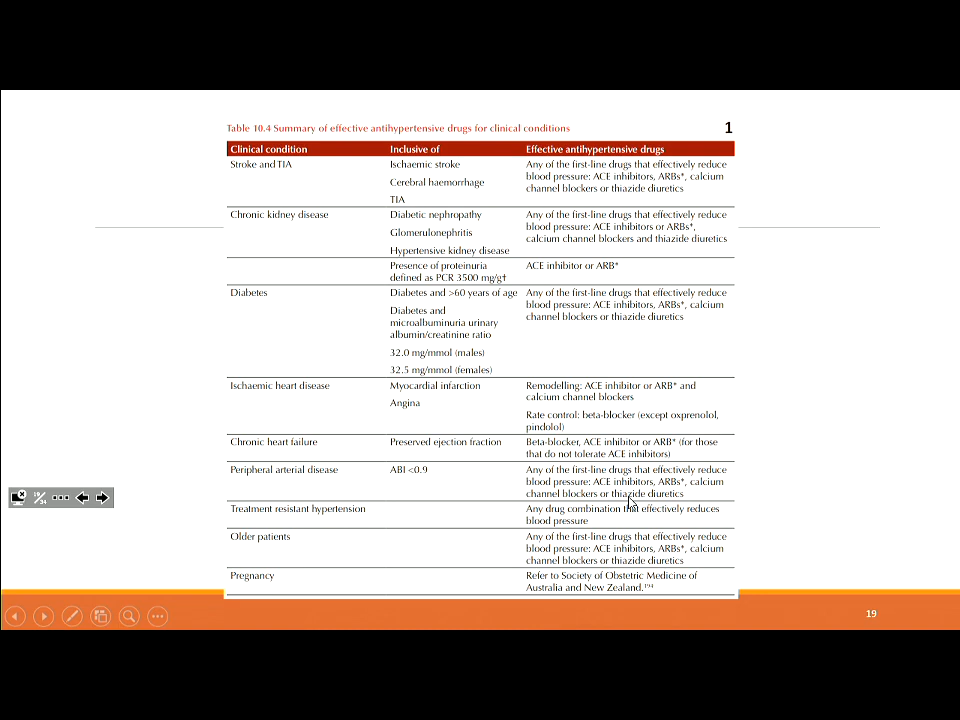 Table 10.4 Summary of effective antihypertensive drugs for clinical conditions
1
Clinical condition Inclusive of Effective antihypertensive drugs
Stroke and TIA Ischaemic stroke Any of the first-line drugs that effectively reduce
Cerebral haemorrhage blood pressure: ACE inhibitors, ARBs*, calcium
TIA channel blockers or thiazide diuretics
Chronic kidney disease Diabetic nephropathy Any of the first-line drugs that effectively reduce
Glomerulonephritis blood pressure: ACE inhibitors or ARBs*,
Hypertensive kidney disease calcium channel blockers and thiazide diuretics
Presence of proteinuria ACE inhibitor or ARB*
defined as PCR 3500 mg/g†
Diabetes Diabetes and >60 years of age Any of the first-line drugs that effectively reduce
Diabetes and blood pressure: ACE inhibitors, ARBs*, calcium
microalbuminuria urinary channel blockers or thiazide diuretics
albumin/creatinine ratio
32.0 mg/mmol (males)
32.5 mg/mmol (females)
Ischaemic heart disease Myocardial infarction Remodelling: ACE inhibitor or ARB* and
Angina calcium channel blockers
Rate control: beta-blocker (except oxprenolol,
pindolol)
Chronic heart failure Preserved ejection fraction Beta-blocker, ACE inhibitor or ARB* (for those
that do not tolerate ACE inhibitors)
Peripheral arterial disease ABI <0.9 Any of the first-line drugs that effectively reduce
blood pressure: ACE inhibitors, ARBs*, calcium
channel blockers or thiazide diuretics
Treatment resistant hypertension Any drug combination that effectively reduces
blood pressure
Older patients Any of the first-line drugs that effectively reduce
blood pressure: ACE inhibitors, ARBs*, calcium
channel blockers or thiazide diuretics
Pregnancy Refer to Society of Obstetric Medicine of
Australia and New Zealand.¹⁹⁴
19